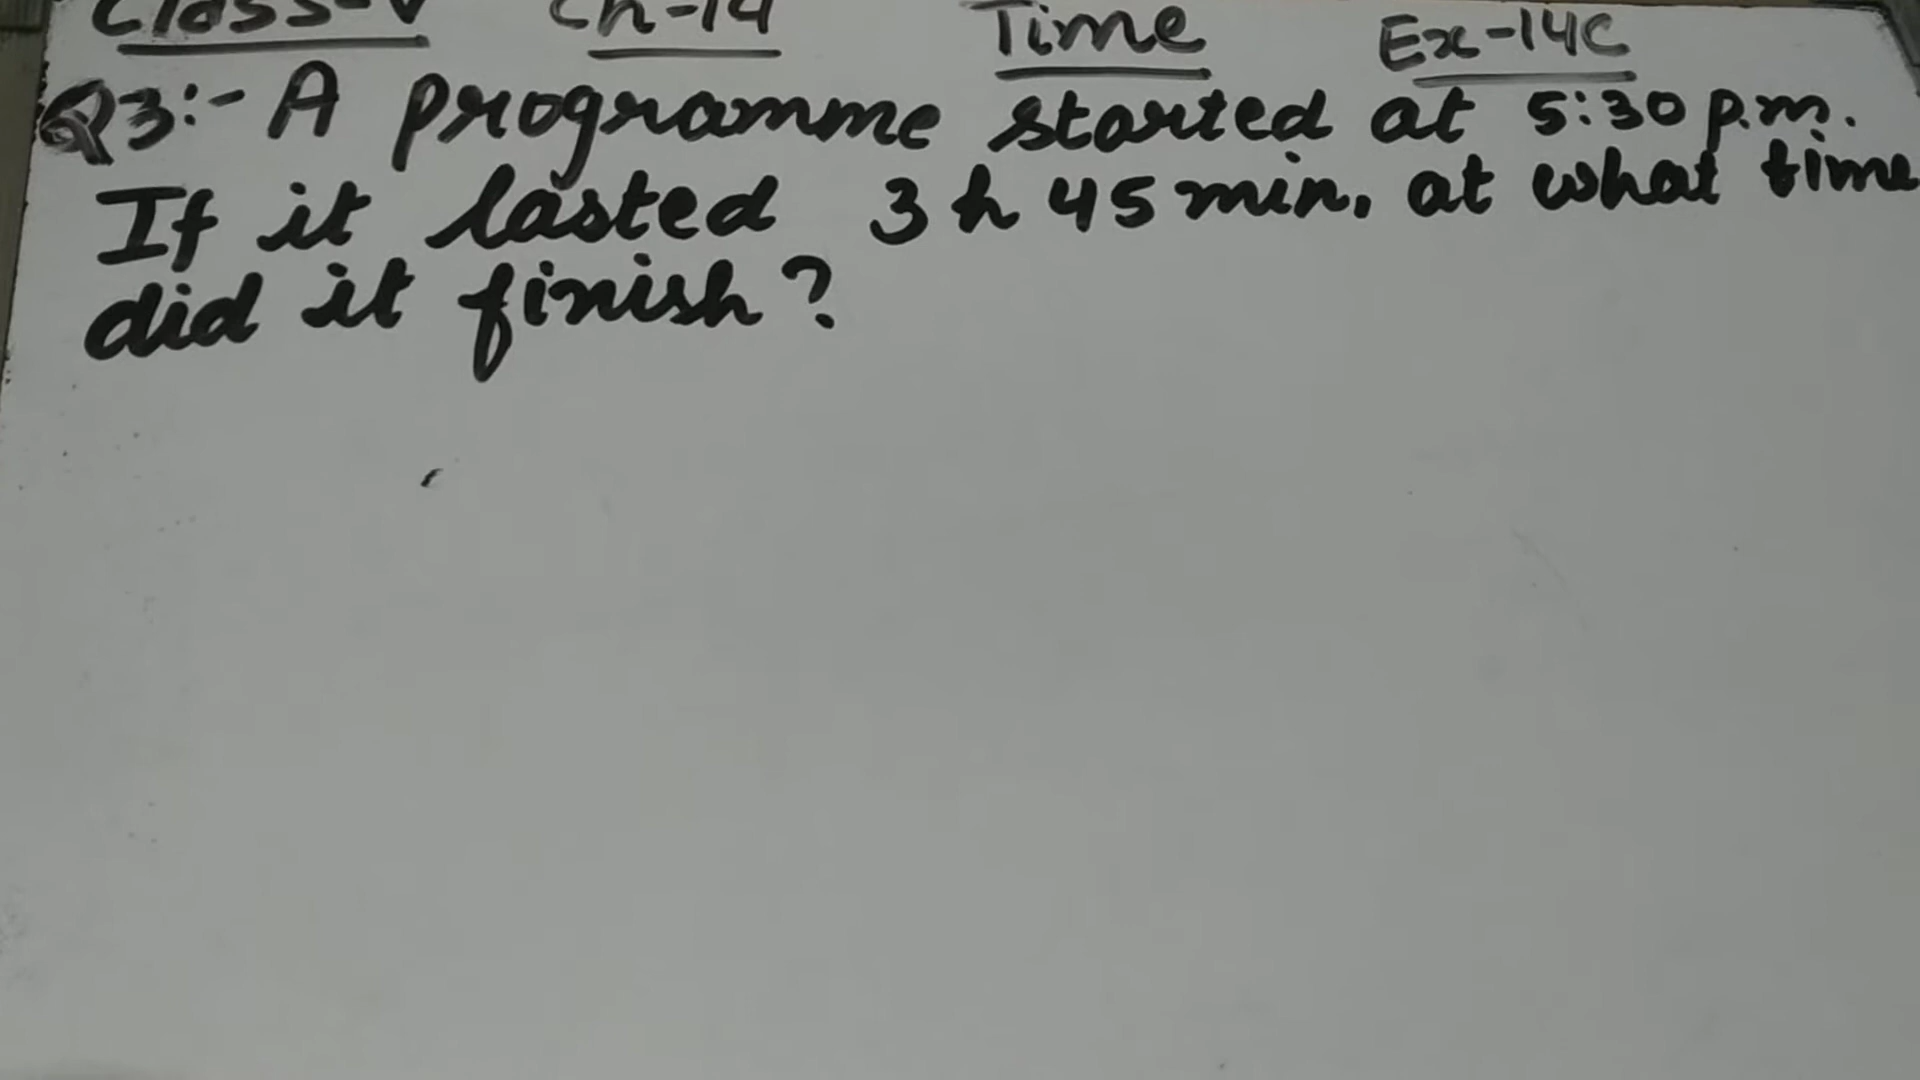 Class-V Ch-14 Time Ex-14C
Q3:- A programme started at 5:30 p.m.
If it lasted 3 h 45 min, at what time
did it finish?